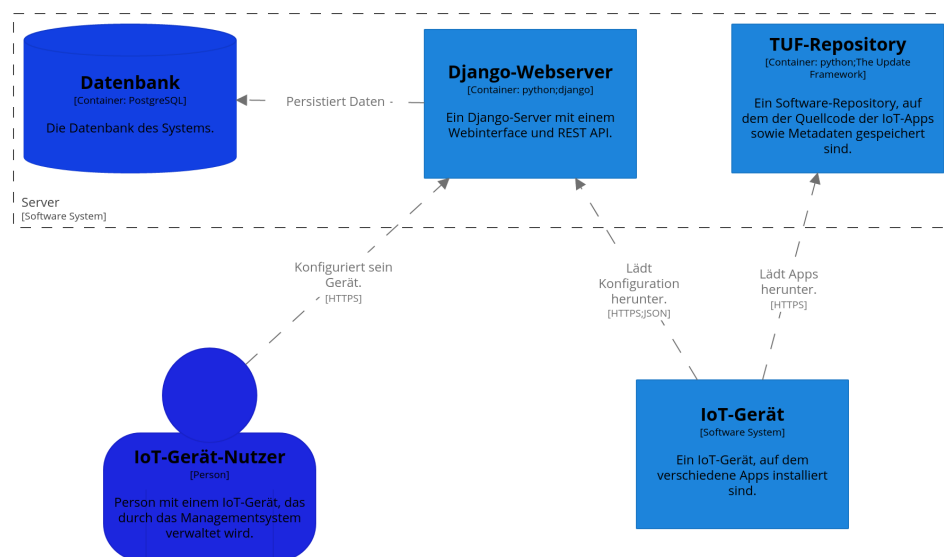 Datenbank
[Container: PostgreSQL]
Die Datenbank des Systems.
Persistiert Daten
Django-Webserver
[Container: python;django]
Ein Django-Server mit einem
Webinterface und REST API.
TUF-Repository
[Container: python;The Update
Framework]
Ein Software-Repository, auf
dem der Quellcode der IoT-Apps
sowie Metadaten gespeichert
sind.
Server
[Software System]
Konfiguriert sein
Gerät.
[HTTPS]
Lädt
Konfiguration
herunter.
[HTTPS;JSON]
Lädt Apps
herunter.
[HTTPS]
IoT-Gerät-Nutzer
[Person]
Person mit einem IoT-Gerät, das
durch das Managementsystem
verwaltet wird.
IoT-Gerät
[Software System]
Ein IoT-Gerät, auf dem
verschiedene Apps installiert
sind.